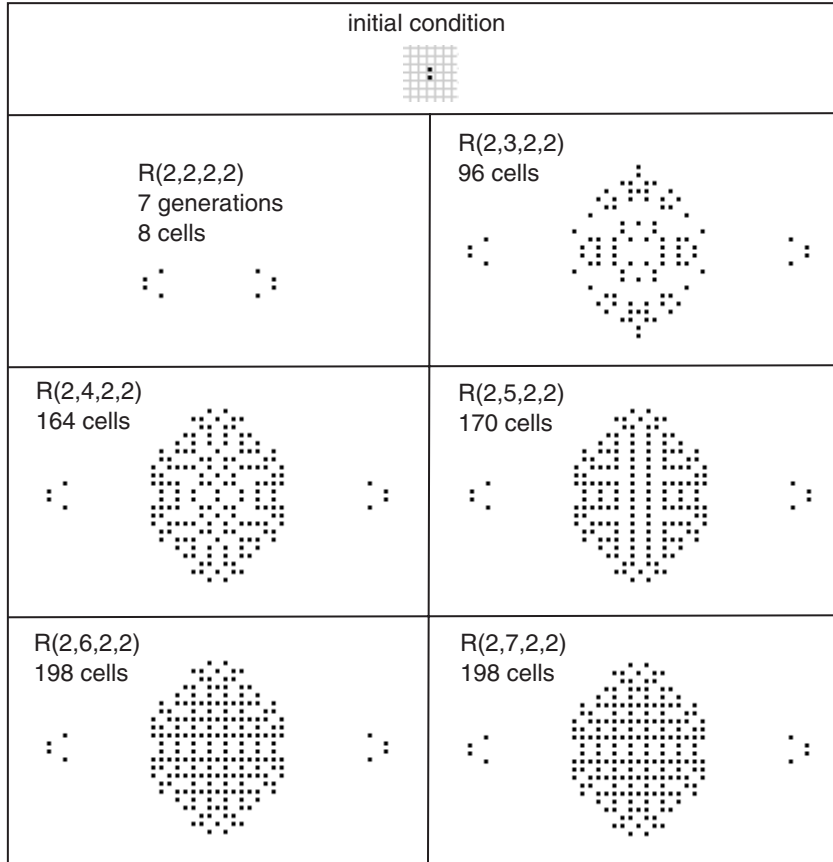 initial condition
R(2,2,2,2)
7 generations
8 cells
R(2,3,2,2)
96 cells
R(2,4,2,2)
164 cells
R(2,5,2,2)
170 cells
R(2,6,2,2)
198 cells
R(2,7,2,2)
198 cells